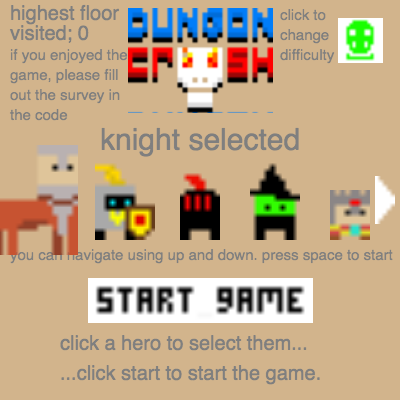 highest floor
visited; 0
if you enjoyed the
game, please fill
out the survey in
the code
DUNGON
CRASH
click to
change
difficulty
knight selected
you can navigate using up and down. press space to start
START GAME
click a hero to select them...
...click start to start the game.